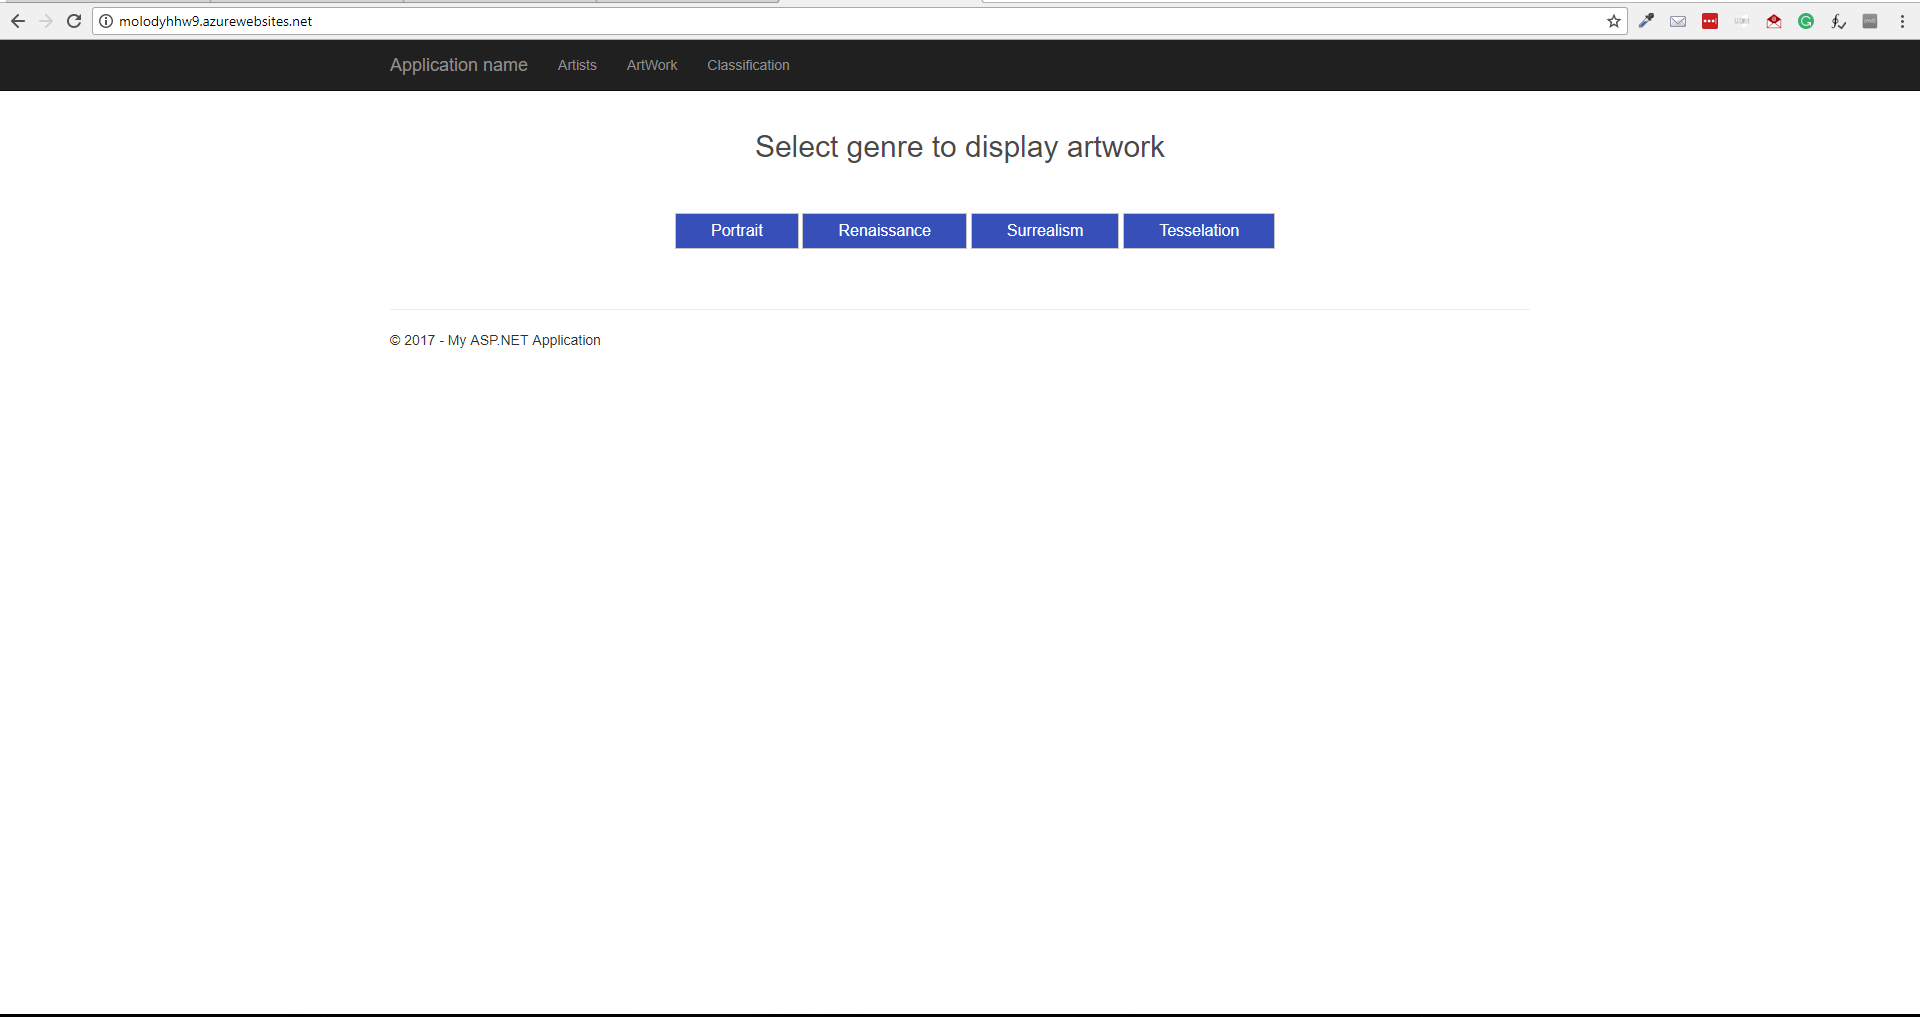 molodyhhw9.azurewebsites.net
Application name Artists ArtWork Classification
Select genre to display artwork
Portrait Renaissance Surrealism Tesselation
© 2017 - My ASP.NET Application